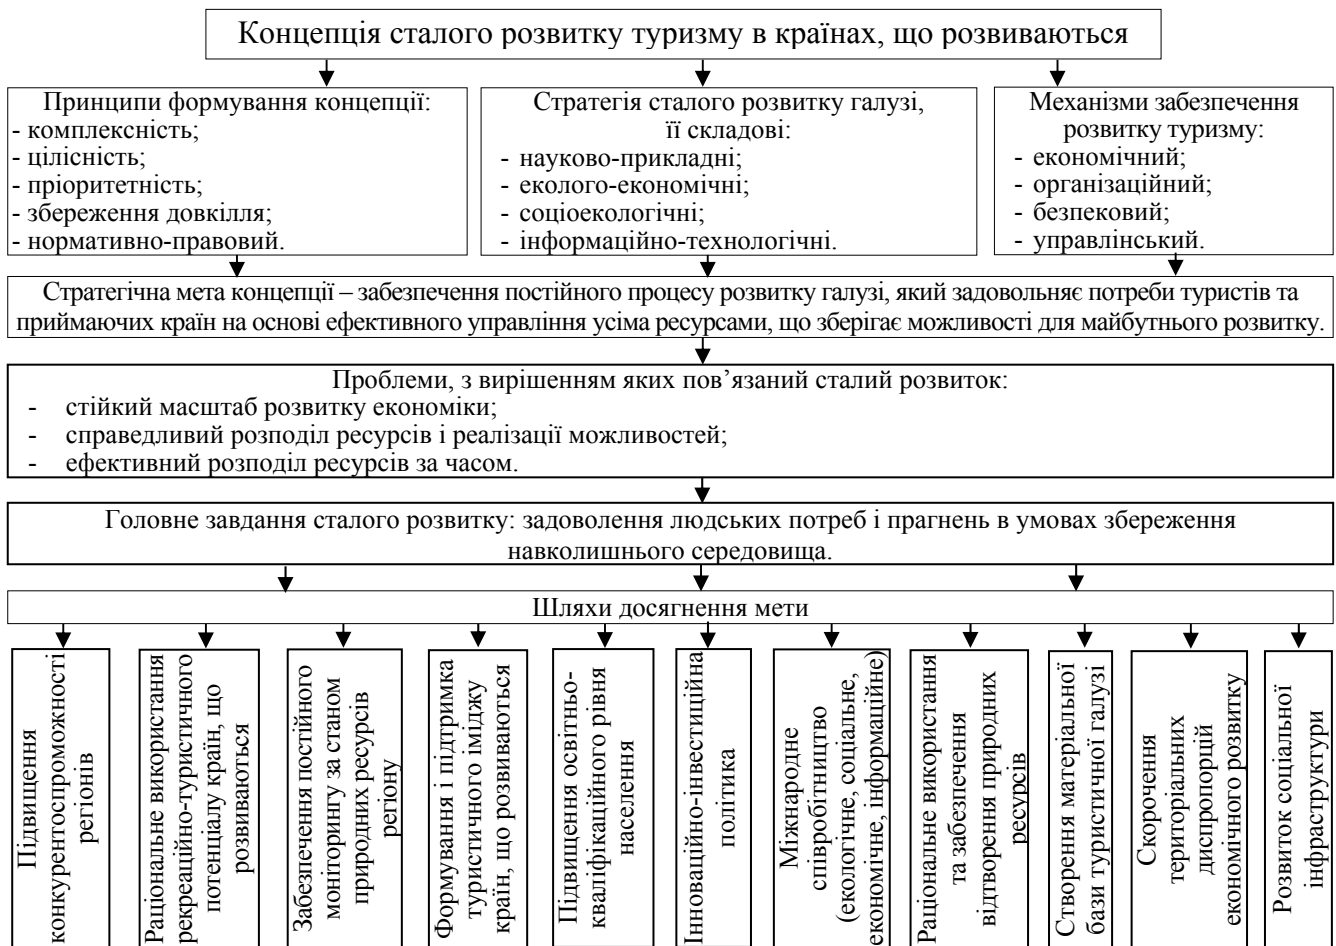 Концепція сталого розвитку туризму в країнах, що розвиваються
Принципи формування концепції:
- комплексність;
- цілісність;
- пріоритетність;
- збереження довкілля;
- нормативно-правовий.
Стратегія сталого розвитку галузі,
її складові:
- науково-прикладні;
- еколого-економічні;
- соціоекологічні;
- інформаційно-технологічні.
Механізми забезпечення
розвитку туризму:
- економічний;
- організаційний;
- безпековий;
- управлінський.
Стратегічна мета концепції – забезпечення постійного процесу розвитку галузі, який задовольняє потреби туристів та
приймаючих країн на основі ефективного управління усіма ресурсами, що зберігає можливості для майбутнього розвитку.
Проблеми, з вирішенням яких пов’язаний сталий розвиток:
- стійкий масштаб розвитку економіки;
- справедливий розподіл ресурсів і реалізації можливостей;
- ефективний розподіл ресурсів за часом.
Головне завдання сталого розвитку: задоволення людських потреб і прагнень в умовах збереження
навколишнього середовища.
Шляхи досягнення мети
Підвищення
конкурентоспроможності
регіонів
Раціональне використання
рекреаційно-туристичного
потенціалу країн, що
розвиваються
Забезпечення постійного
моніторингу за станом
природних ресурсів
регіону
Формування і підтримка
туристичного іміджу
країн, що розвиваються
Підвищення освітньо-
кваліфікаційного рівня
населення
Інноваційно-інвестиційна
політика
Міжнародне
співробітництво
(екологічне, соціальне,
економічне, інформаційне)
Раціональне використання
та забезпечення
відтворення природних
ресурсів
Створення матеріальної
бази туристичної галузі
Скорочення
територіальних
диспропорцій
економічного розвитку
Розвиток соціальної
інфраструктури